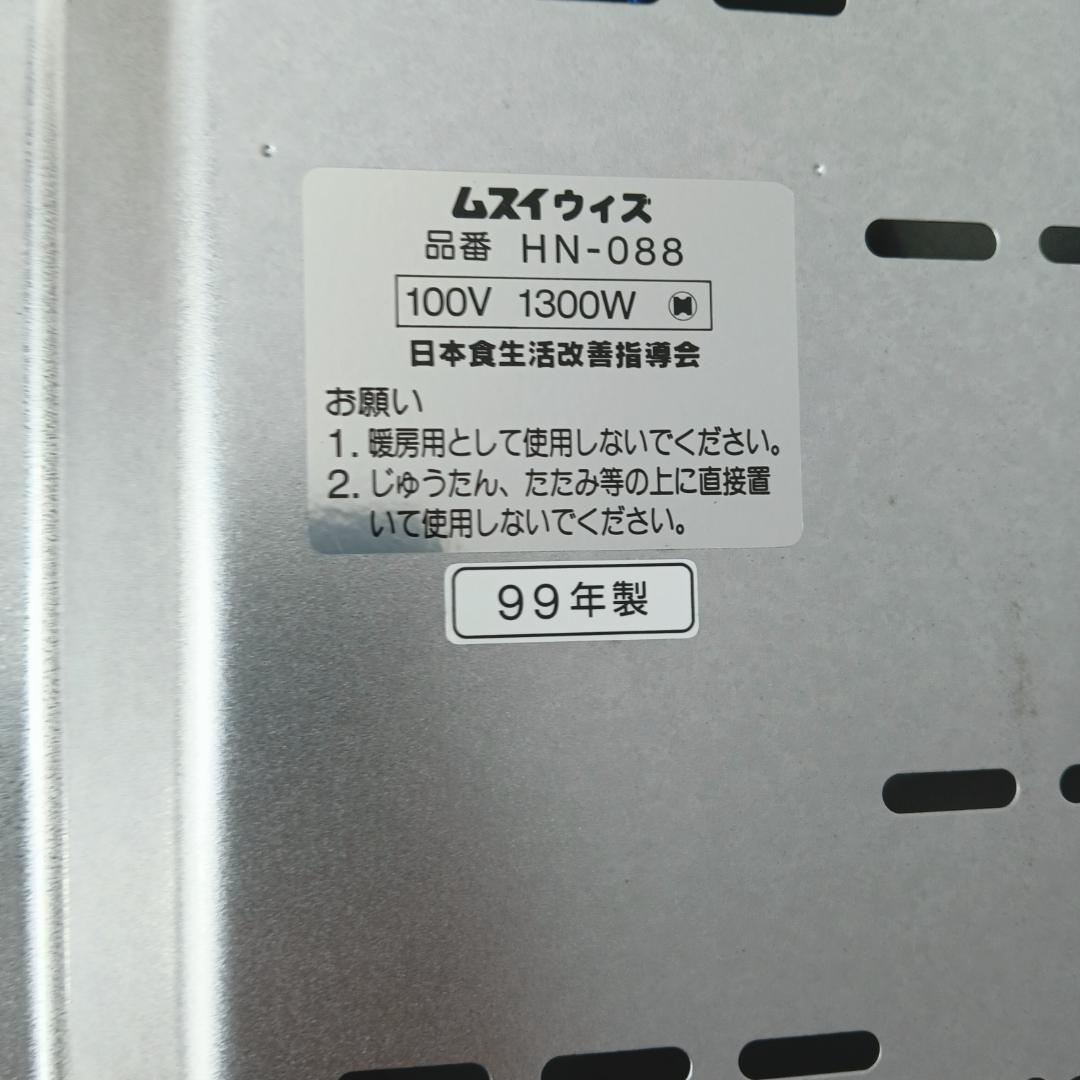 ムスイウィズ
品番 HN-088
100V 1300W
日本食生活改善指導会
お願い
1. 暖房用として使用しないでください。
2. じゅうたん、たたみ等の上に直接置
いて使用しないでください。
99年製